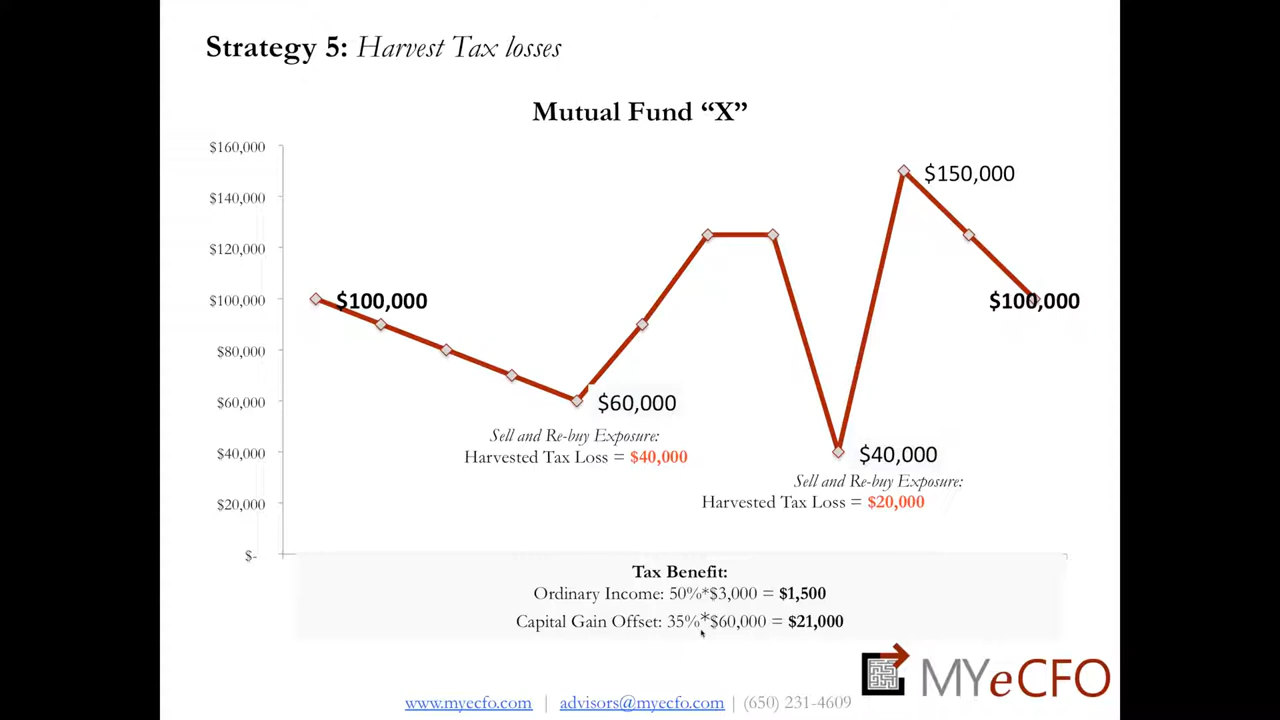 Strategy 5: Harvest Tax losses
Mutual Fund “X”
$160,000
$140,000
$120,000
$100,000
$80,000
$60,000
$40,000
$20,000
$-
$100,000
$60,000
Sell and Re-buy Exposure:
Harvested Tax Loss = $40,000
$150,000
$100,000
$40,000
Sell and Re-buy Exposure:
Harvested Tax Loss = $20,000
Tax Benefit:
Ordinary Income: 50%*$3,000 = $1,500
Capital Gain Offset: 35%*$60,000 = $21,000
MYeCFO
www.myecfo.com | advisors@myecfo.com | (650) 231-4609